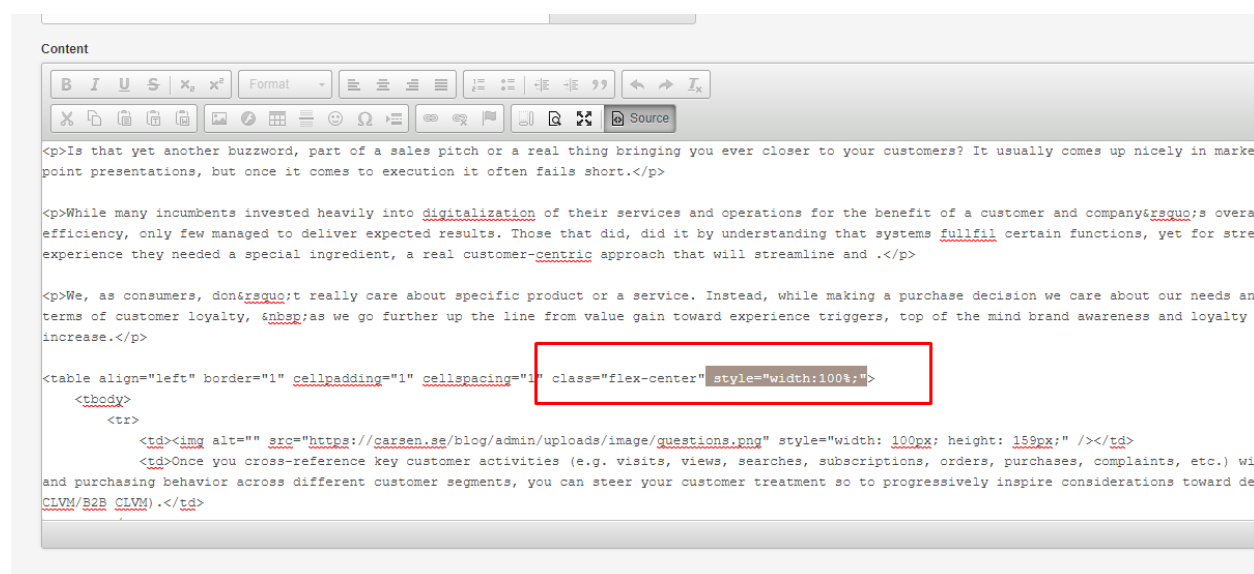 Content
B I U S x₂ x² Format
Iₓ
Ω Source
<p>Is that yet another buzzword, part of a sales pitch or a real thing bringing you ever closer to your customers? It usually comes up nicely in marke
point presentations, but once it comes to execution it often fails short.</p>
<p>While many incumbents invested heavily into digitalization of their services and operations for the benefit of a customer and company&rsquo;s overa
efficiency, only few managed to deliver expected results. Those that did, did it by understanding that systems fullfil certain functions, yet for stre
experience they needed a special ingredient, a real customer-centric approach that will streamline and .</p>
<p>We, as consumers, don&rsquo;t really care about specific product or a service. Instead, while making a purchase decision we care about our needs an
terms of customer loyalty, &nbsp;as we go further up the line from value gain toward experience triggers, top of the mind brand awareness and loyalty
increase.</p>
<table align="left" border="1" cellpadding="1" cellspacing="1" class="flex-center" style="width:100%;">
<tbody>
<tr>
<td><img alt="" src="https://carsen.se/blog/admin/uploads/image/questions.png" style="width: 100px; height: 159px;" /></td>
<td>Once you cross-reference key customer activities (e.g. visits, views, searches, subscriptions, orders, purchases, complaints, etc.) wi
and purchasing behavior across different customer segments, you can steer your customer treatment so to progressively inspire considerations toward de
CLVM/B2B CLVM).</td>